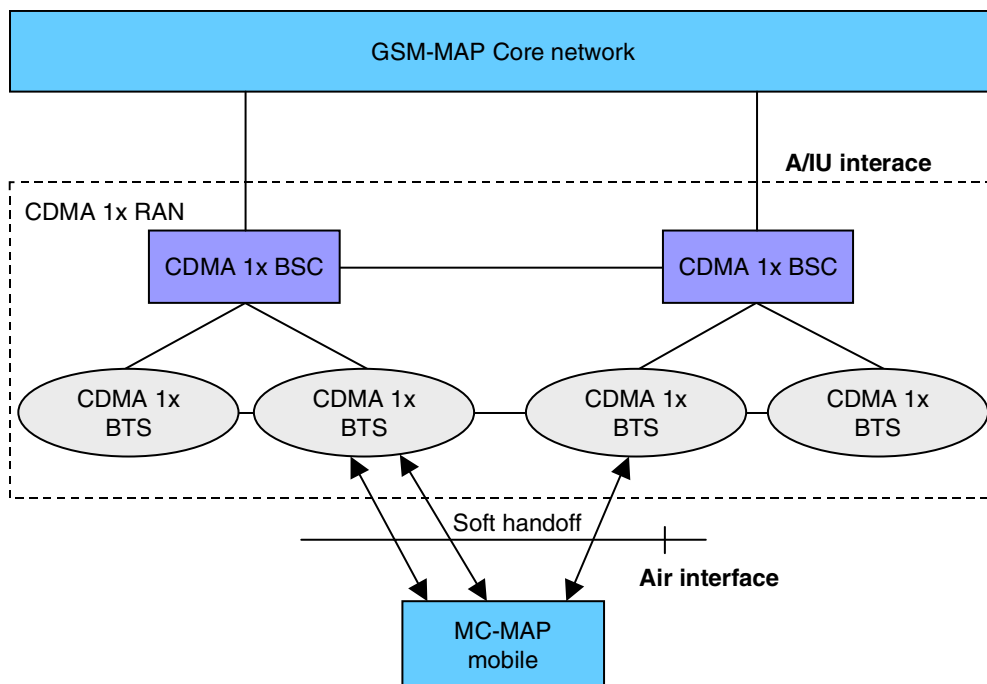 GSM-MAP Core network
A/IU interace
CDMA 1x RAN
CDMA 1x BSC
CDMA 1x BSC
CDMA 1x
BTS
CDMA 1x
BTS
CDMA 1x
BTS
CDMA 1x
BTS
Soft handoff
Air interface
MC-MAP
mobile